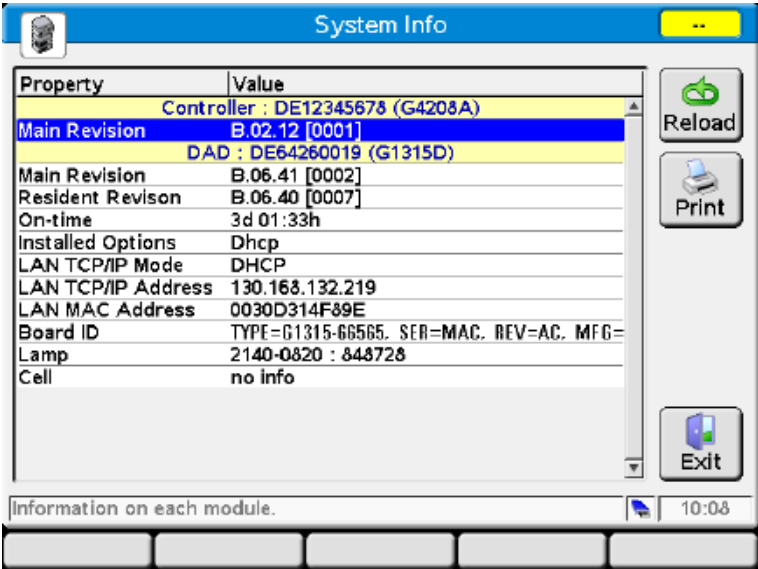 System Info
--
Property Value
Controller : DE12345678 (G4208A)
Main Revision B.02.12 [0001]
DAD : DE64260019 (G1315D)
Main Revision B.06.41 [0002]
Resident Revison B.06.40 [0007]
On-time 3d 01:33h
Installed Options Dhcp
LAN TCP/IP Mode DHCP
LAN TCP/IP Address 130.168.132.219
LAN MAC Address 0030D314F89E
Board ID TYPE=G1315-66565, SER=MAC, REV=AC, MFG=
Lamp 2140-0820 : 848728
Cell no info
Reload
Print
Exit
Information on each module.
10:08